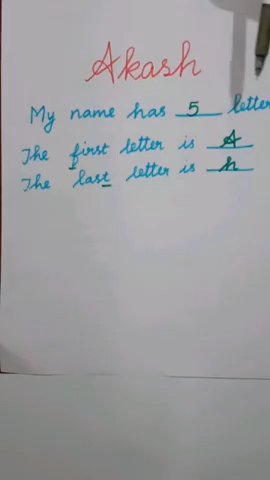 Akash
My name has 5 letter
The first letter is A
The last letter is h